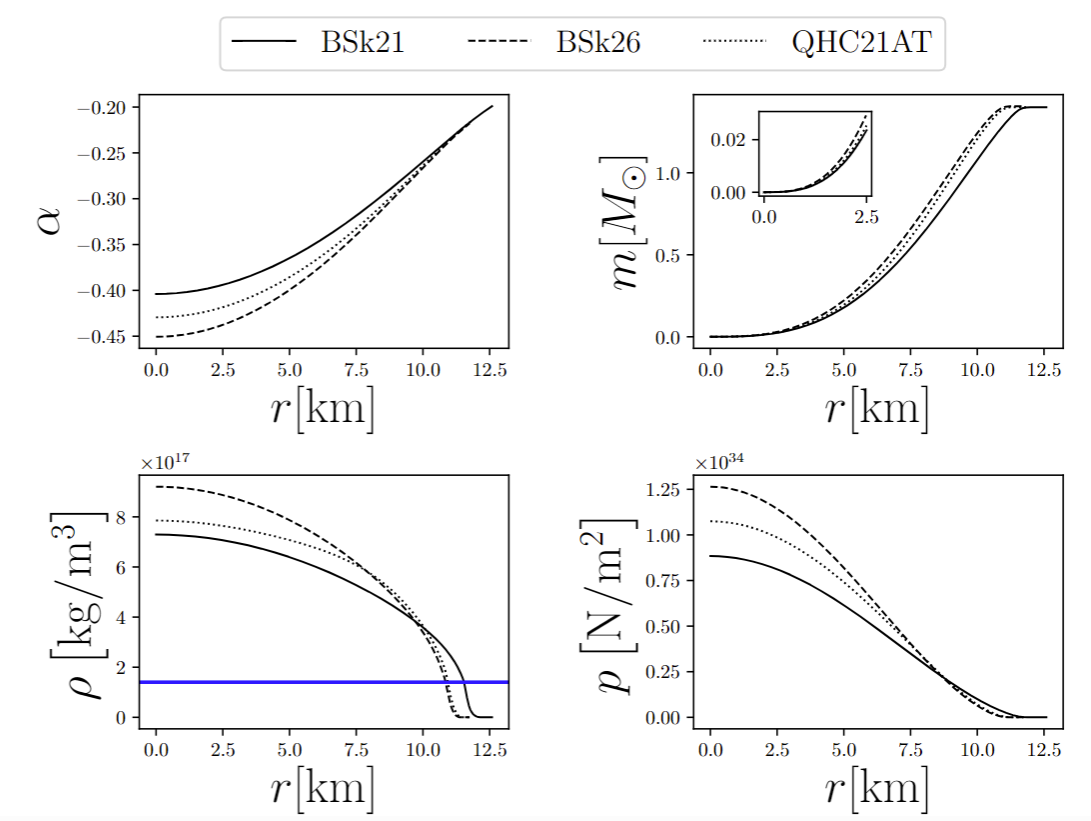 BSk21 BSk26 QHC21AT
−0.20
−0.25
−0.30
−0.35
−0.40
−0.45
α
0.0 2.5 5.0 7.5 10.0 12.5
r[km]
1.0
0.5
0.0
m[M⊙]
0.02
0.00
0.0 2.5
0.0 2.5 5.0 7.5 10.0 12.5
r[km]
×10¹⁷
8
6
4
2
0
ρ [kg/m³]
0.0 2.5 5.0 7.5 10.0 12.5
r[km]
×10³⁴
1.25
1.00
0.75
0.50
0.25
0.00
p [N/m²]
0.0 2.5 5.0 7.5 10.0 12.5
r[km]